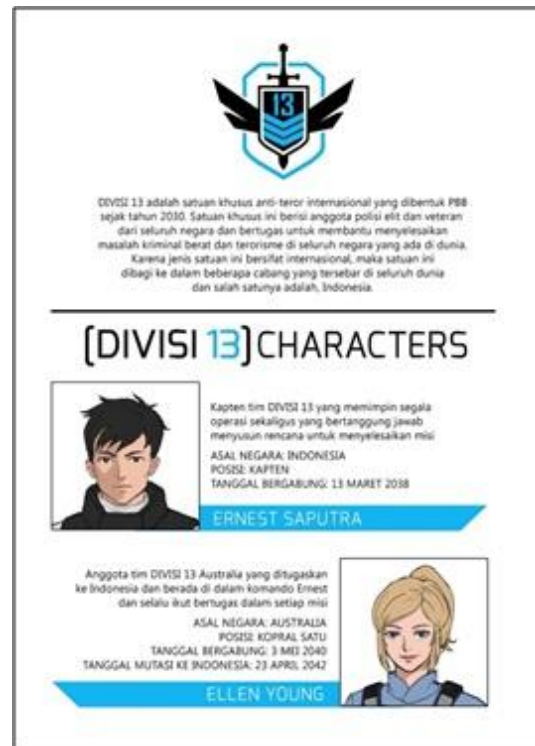 13
DIVISI 13 adalah satuan khusus anti-teror internasional yang dibentuk PBB
sejak tahun 2030. Satuan khusus ini berisi anggota polisi elit dan veteran
dari seluruh negara dan bertugas untuk membantu menyelesaikan
masalah kriminal berat dan terorisme di seluruh negara yang ada di dunia.
Karena jenis satuan ini bersifat internasional, maka satuan ini
dibagi ke dalam beberapa cabang yang tersebar di seluruh dunia
dan salah satunya adalah, Indonesia.
[DIVISI 13] CHARACTERS
Kapten tim DIVISI 13 yang memimpin segala
operasi sekaligus yang bertanggung jawab
menyusun rencana untuk menyelesaikan misi
ASAL NEGARA: INDONESIA
POSISI: KAPTEN
TANGGAL BERGABUNG: 13 MARET 2038
ERNEST SAPUTRA
Anggota tim DIVISI 13 Australia yang ditugaskan
ke Indonesia dan berada di dalam komando Ernest
dan selalu ikut bertugas dalam setiap misi
ASAL NEGARA: AUSTRALIA
POSISI: KOPRAL SATU
TANGGAL BERGABUNG: 3 MEI 2040
TANGGAL MUTASI KE INDONESIA: 23 APRIL 2042
ELLEN YOUNG